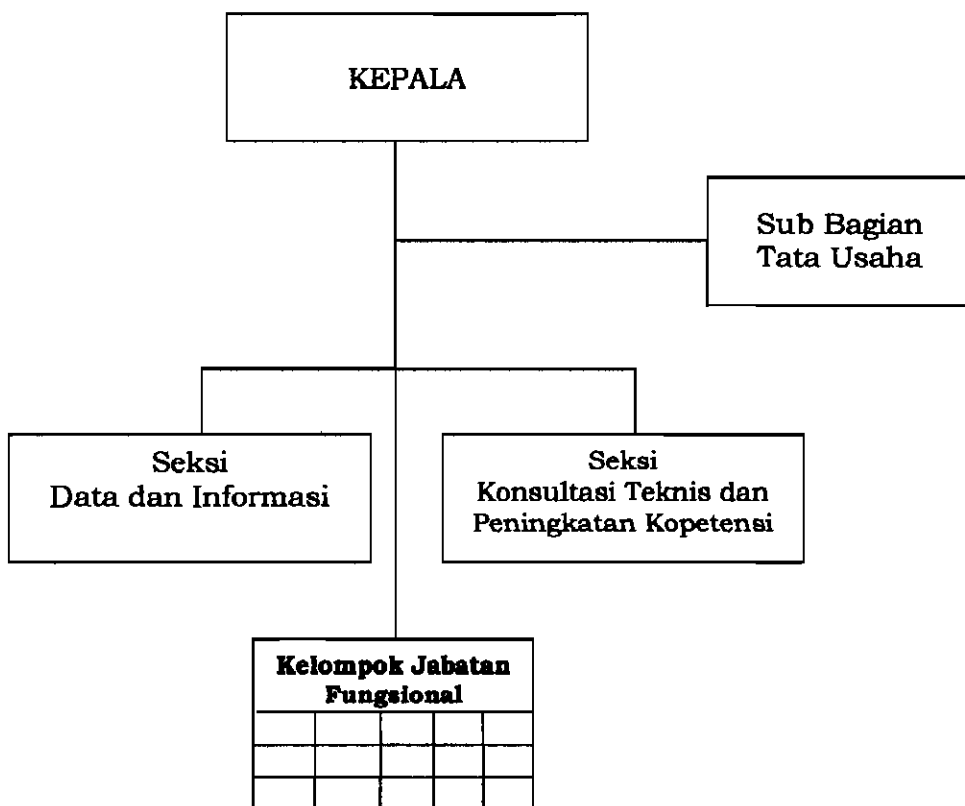 KEPALA
Sub Bagian
Tata Usaha
Seksi
Data dan Informasi
Seksi
Konsultasi Teknis dan
Peningkatan Kopetensi
Kelompok Jabatan
Fungsional